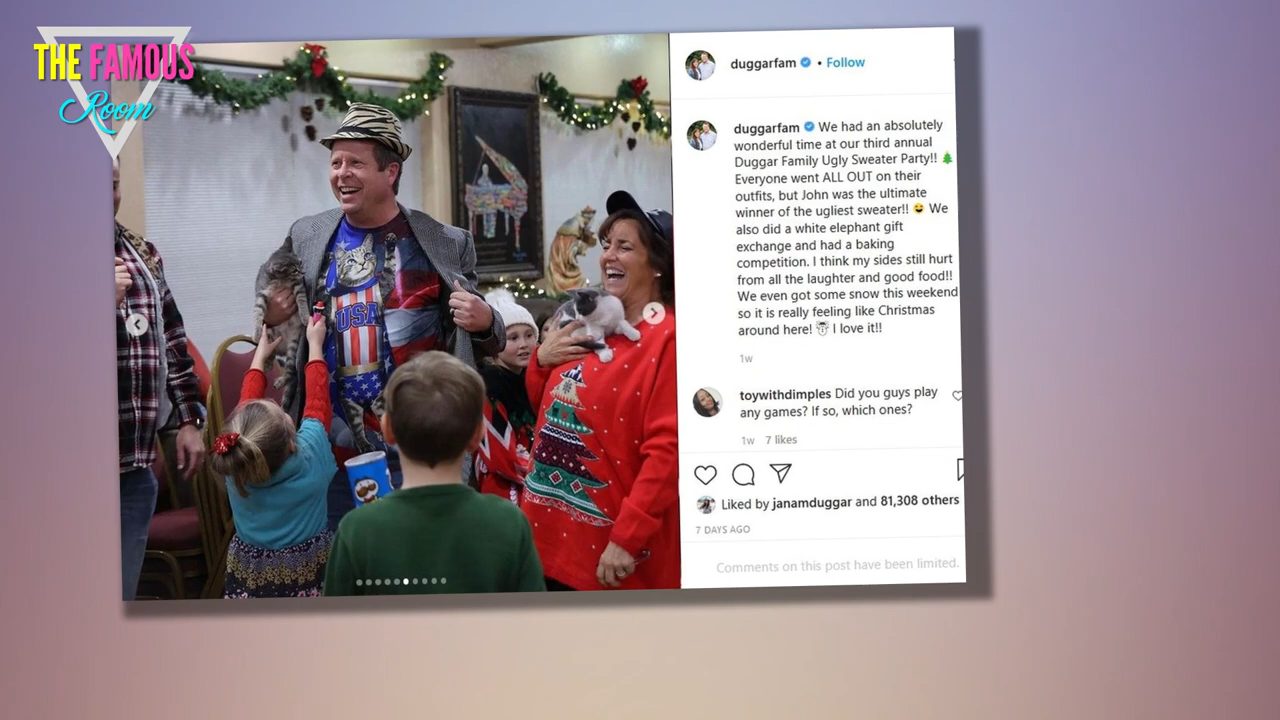 THE FAMOUS
Room
USA
duggarfam • Follow
duggarfam We had an absolutely
wonderful time at our third annual
Duggar Family Ugly Sweater Party!! 🎄
Everyone went ALL OUT on their
outfits, but John was the ultimate
winner of the ugliest sweater!! 😆 We
also did a white elephant gift
exchange and had a baking
competition. I think my sides still hurt
from all the laughter and good food!!
We even got some snow this weekend
so it is really feeling like Christmas
around here! ☃ I love it!!
1w
toywithdimples Did you guys play
any games? If so, which ones?
1w 7 likes
Liked by janamduggar and 81,308 others
7 DAYS AGO
Comments on this post have been limited.